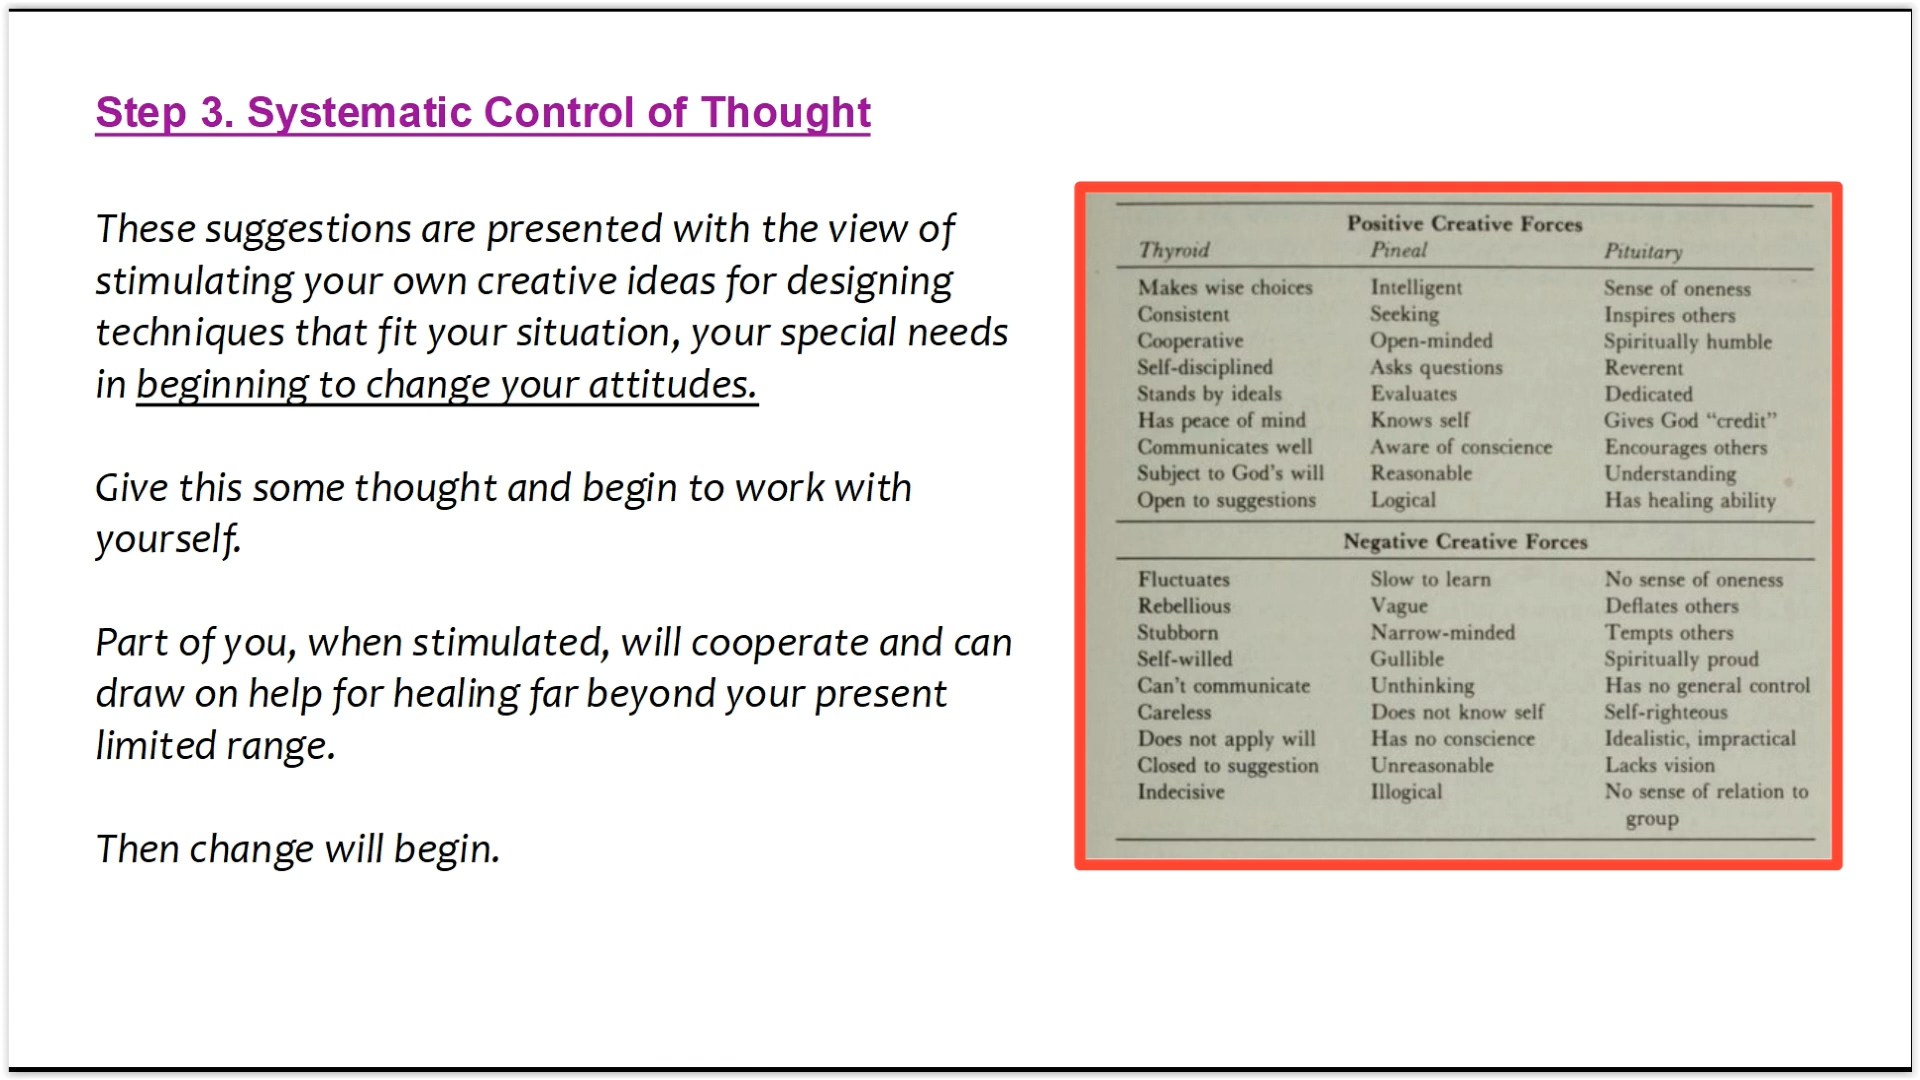 Step 3. Systematic Control of Thought
These suggestions are presented with the view of
stimulating your own creative ideas for designing
techniques that fit your situation, your special needs
in beginning to change your attitudes.
Give this some thought and begin to work with
yourself.
Part of you, when stimulated, will cooperate and can
draw on help for healing far beyond your present
limited range.
Then change will begin.
Positive Creative Forces
Thyroid Pineal Pituitary
Makes wise choices Intelligent Sense of oneness
Consistent Seeking Inspires others
Cooperative Open-minded Spiritually humble
Self-disciplined Asks questions Reverent
Stands by ideals Evaluates Dedicated
Has peace of mind Knows self Gives God “credit”
Communicates well Aware of conscience Encourages others
Subject to God’s will Reasonable Understanding
Open to suggestions Logical Has healing ability
Negative Creative Forces
Fluctuates Slow to learn No sense of oneness
Rebellious Vague Deflates others
Stubborn Narrow-minded Tempts others
Self-willed Gullible Spiritually proud
Can’t communicate Unthinking Has no general control
Careless Does not know self Self-righteous
Does not apply will Has no conscience Idealistic, impractical
Closed to suggestion Unreasonable Lacks vision
Indecisive Illogical No sense of relation to
group